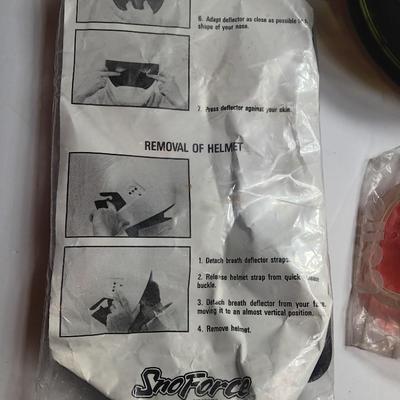 6. Adapt deflector as close as possible to
shape of your nose.
7. Press deflector against your skin.
REMOVAL OF HELMET
1. Detach breath deflector straps.
2. Release helmet strap from quick release
buckle.
3. Detach breath deflector from your face
moving it to an almost vertical position.
4. Remove helmet.
SnoForce